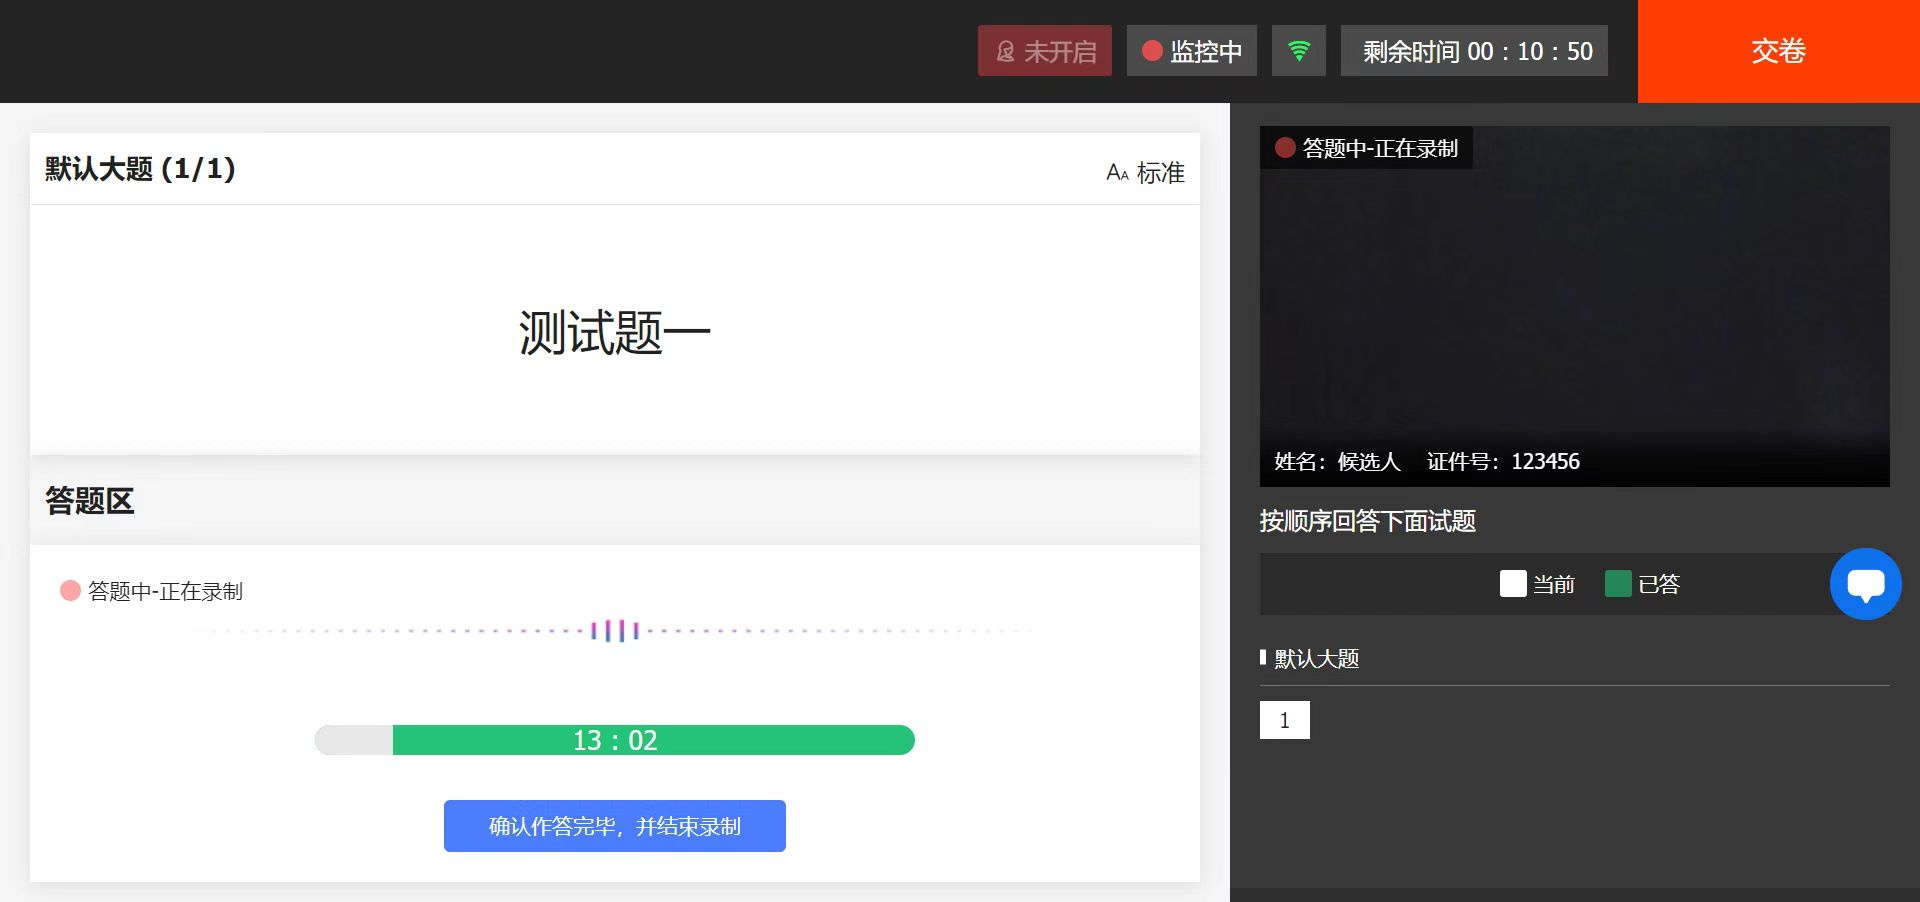 未开启
监控中
剩余时间 00 : 10 : 50
交卷
默认大题 (1/1)
AA 标准
测试题一
答题区
答题中-正在录制
13 : 02
确认作答完毕，并结束录制
答题中-正在录制
姓名：候选人 证件号：123456
按顺序回答下面试题
当前 已答
默认大题
1